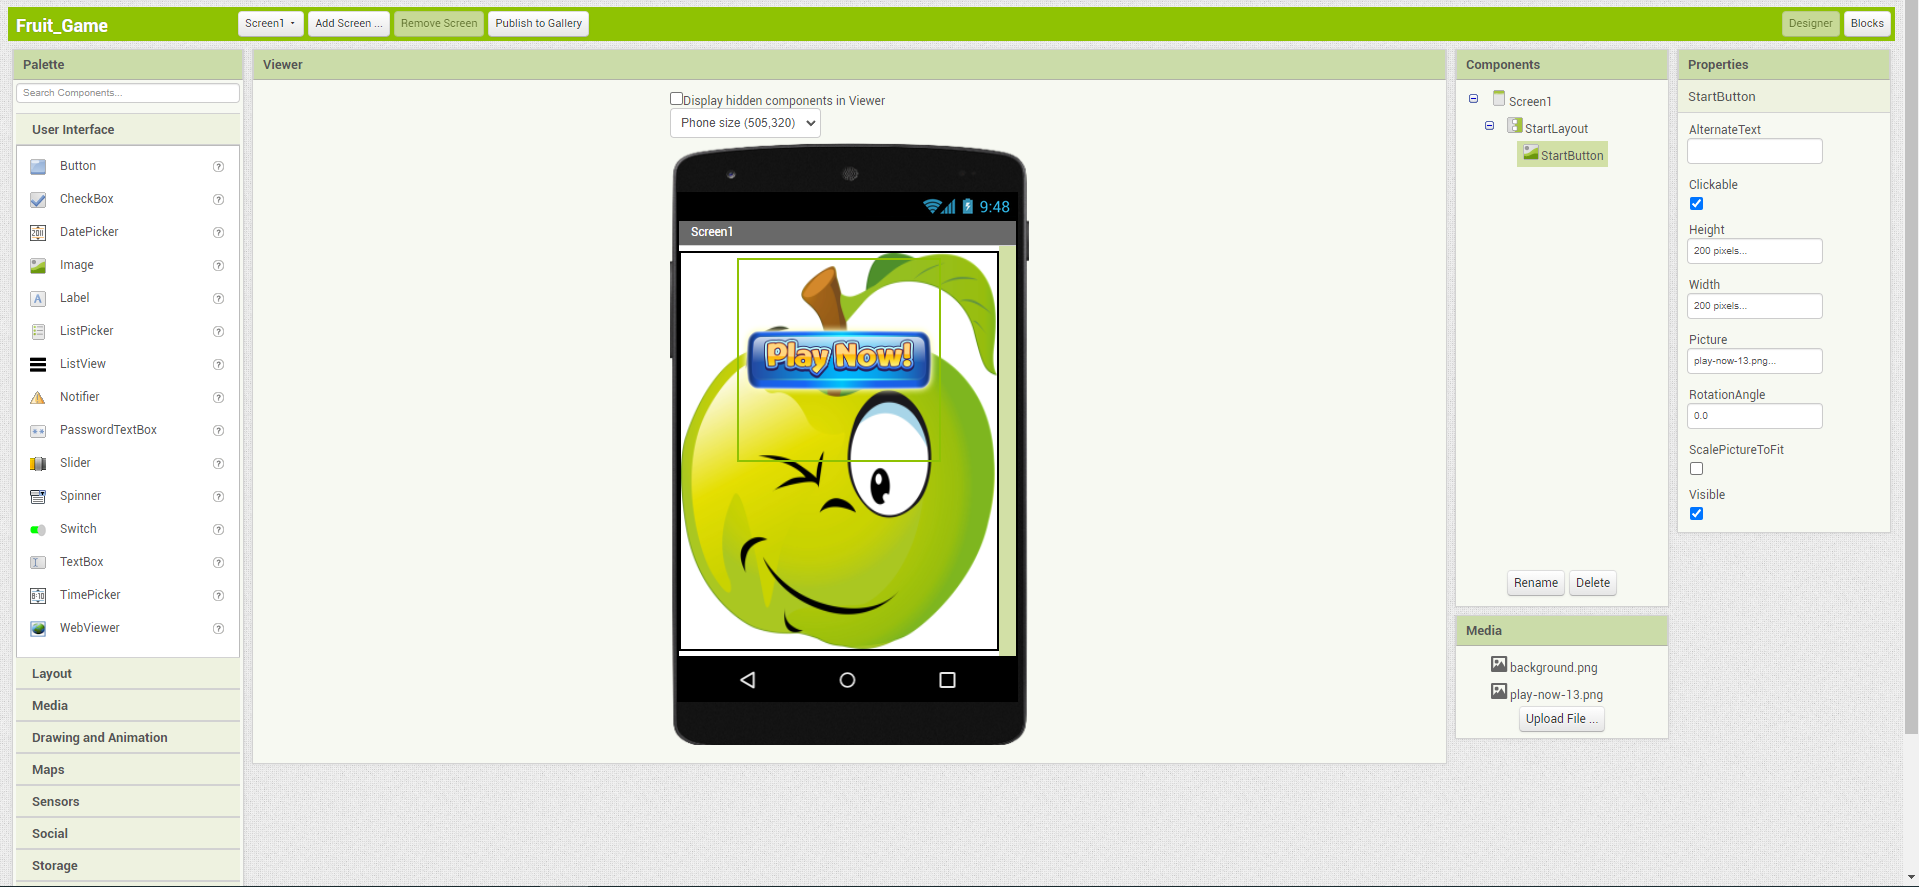 Fruit_Game
Screen1
Add Screen ...
Remove Screen
Publish to Gallery
Designer
Blocks
Palette
Search Components...
User Interface
Button
CheckBox
DatePicker
Image
Label
ListPicker
ListView
Notifier
PasswordTextBox
Slider
Spinner
Switch
TextBox
TimePicker
WebViewer
Layout
Media
Drawing and Animation
Maps
Sensors
Social
Storage
Viewer
Display hidden components in Viewer
Phone size (505,320)
9:48
Screen1
Play Now!
Components
Screen1
StartLayout
StartButton
Rename
Delete
Media
background.png
play-now-13.png
Upload File ...
Properties
StartButton
AlternateText
Clickable
Height
200 pixels...
Width
200 pixels...
Picture
play-now-13.png...
RotationAngle
0.0
ScalePictureToFit
Visible